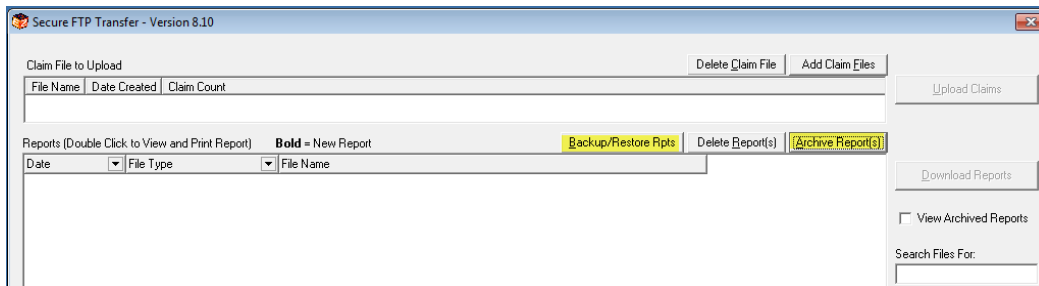 Secure FTP Transfer - Version 8.10
Claim File to Upload
Delete Claim File
Add Claim Files
File Name Date Created Claim Count
Upload Claims
Reports (Double Click to View and Print Report) Bold = New Report
Backup/Restore Rpts
Delete Report(s)
Archive Report(s)
Date File Type File Name
Download Reports
View Archived Reports
Search Files For: